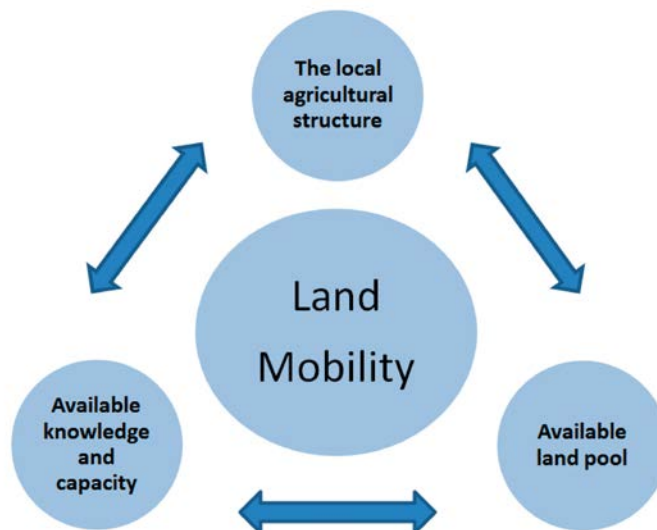 The local
agricultural
structure
Land
Mobility
Available
knowledge
and
capacity
Available
land pool